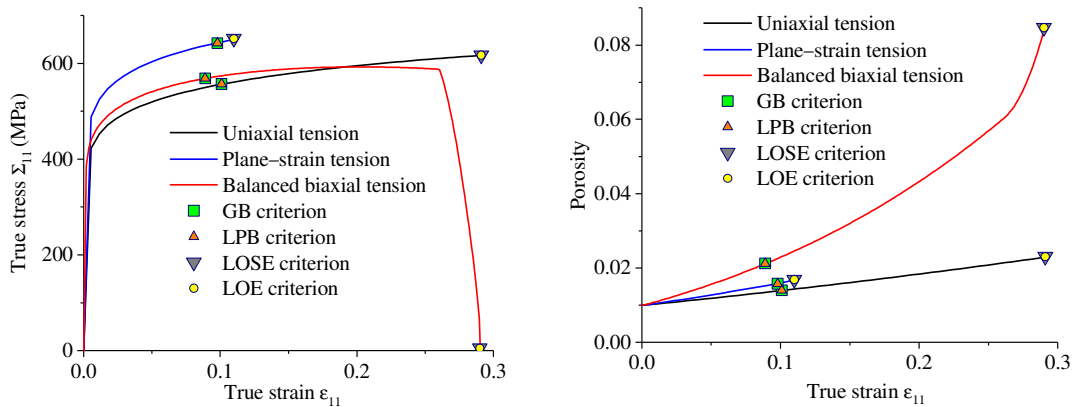 True stress Σ11 (MPa)
600
400
200
0
Uniaxial tension
Plane–strain tension
Balanced biaxial tension
GB criterion
LPB criterion
LOSE criterion
LOE criterion
0.0 0.1 0.2 0.3
True strain ε11
Porosity
0.08
0.06
0.04
0.02
0.00
Uniaxial tension
Plane–strain tension
Balanced biaxial tension
GB criterion
LPB criterion
LOSE criterion
LOE criterion
0.0 0.1 0.2 0.3
True strain ε11